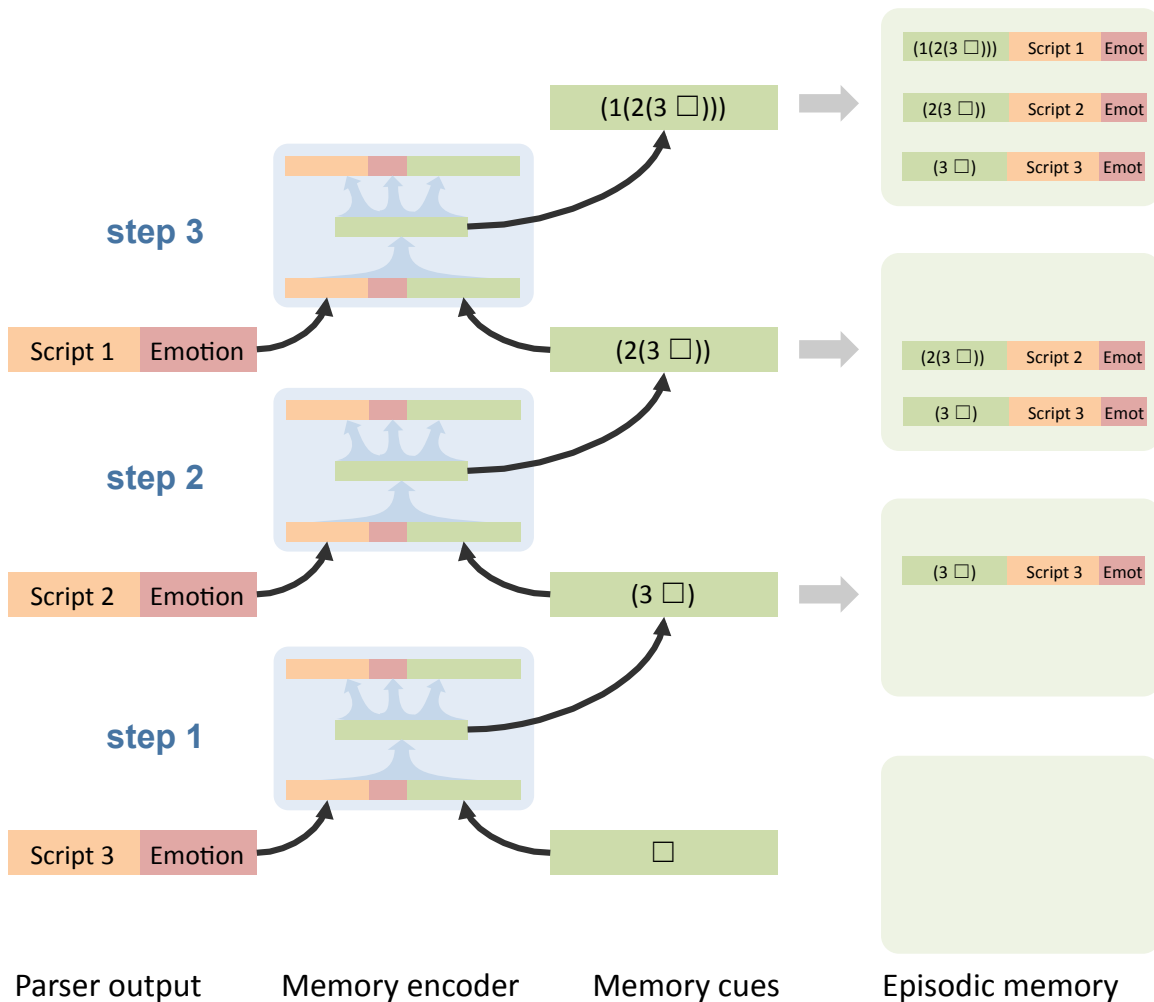 (1(2(3 □))) Script 1 Emot
(1(2(3 □)))
(2(3 □)) Script 2 Emot
(3 □) Script 3 Emot
step 3
Script 1 Emotion
(2(3 □))
(2(3 □)) Script 2 Emot
(3 □) Script 3 Emot
step 2
(3 □) Script 3 Emot
Script 2 Emotion
(3 □)
step 1
Script 3 Emotion
□
Parser output Memory encoder Memory cues Episodic memory